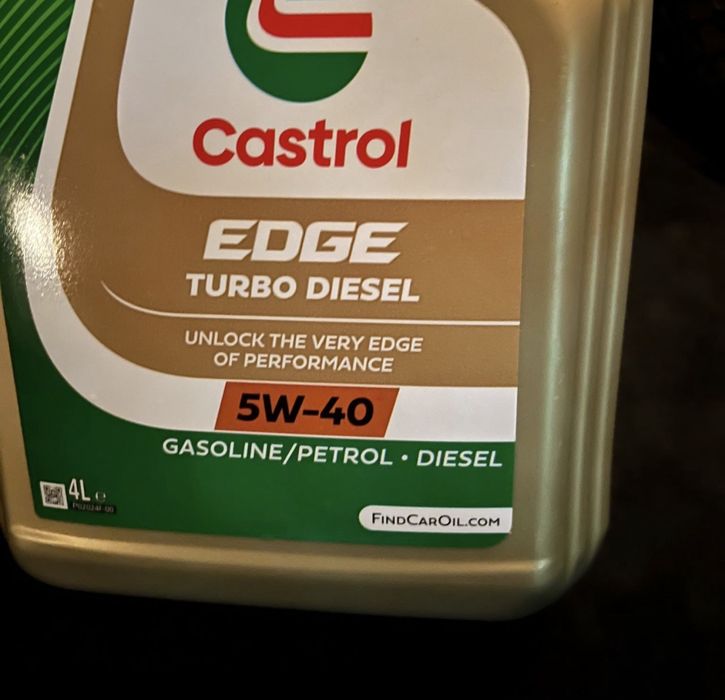 Castrol
EDGE
TURBO DIESEL
UNLOCK THE VERY EDGE
OF PERFORMANCE
5W-40
GASOLINE/PETROL • DIESEL
4L e
FINDCAROIL.COM